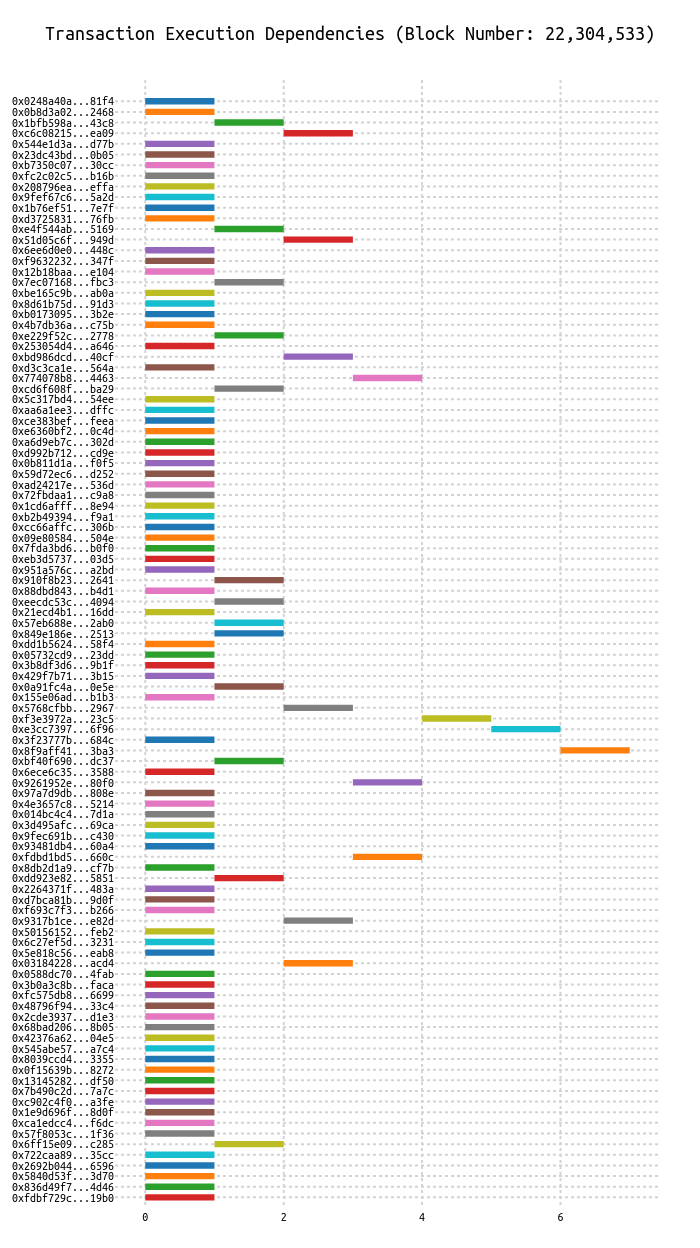 Transaction Execution Dependencies (Block Number: 22,304,533)
0x0248a40a...81f4
0x0b8d3a02...2468
0x1bfb598a...43c8
0xc6c08215...ea09
0x544e1d3a...d77b
0x23dc43bd...0b05
0xb7350c07...30cc
0xfc2c02c5...b16b
0x208796ea...effa
0x9fef67c6...5a2d
0x1b76ef51...7e7f
0xd3725831...76fb
0xe4f544ab...5169
0x51d05c6f...949d
0x6ee6d0e0...448c
0xf9632232...347f
0x12b18baa...e104
0x7ec07168...fbc3
0xbe165c9b...ab0a
0x8d61b75d...91d3
0xb0173095...3b2e
0x4b7db36a...c75b
0xe229f52c...2778
0x253054d4...a646
0xbd986dcd...40cf
0xd3c3ca1e...564a
0x774078b8...4463
0xcd6f608f...ba29
0x5c317bd4...54ee
0xaa6a1ee3...dffc
0xce383bef...feea
0xe6360bf2...0c4d
0xa6d9eb7c...302d
0xd992b712...cd9e
0x0b811d1a...f0f5
0x59d72ec6...d252
0xad24217e...536d
0x72fbdaa1...c9a8
0x1cd6afff...8e94
0xb2b49394...f9a1
0xcc66affc...306b
0x09e80584...504e
0x7fda3bd6...b0f0
0xeb3d5737...03d5
0x951a576c...a2bd
0x910f8b23...2641
0x88dbd843...b4d1
0xeecdc53c...4094
0x21ecd4b1...16dd
0x57eb688e...2ab0
0x849e186e...2513
0xdd1b5624...58f4
0x05732cd9...23dd
0x3b8df3d6...9b1f
0x429f7b71...3b15
0x0a91fc4a...0e5e
0x155e06ad...b1b3
0x5768cfbb...2967
0xf3e3972a...23c5
0xe3cc7397...6f96
0x3f23777b...684c
0x8f9aff41...3ba3
0xbf40f690...dc37
0x6ece6c35...3588
0x9261952e...80f0
0x97a7d9db...808e
0x4e3657c8...5214
0x014bc4c4...7d1a
0x3d495afc...69ca
0x9fec691b...c430
0x93481db4...60a4
0xfdbd1bd5...660c
0x8db2d1a9...cf7b
0xdd923e82...5851
0x2264371f...483a
0xd7bca81b...9d0f
0xf693c7f3...b266
0x9317b1ce...e82d
0x50156152...feb2
0x6c27ef5d...3231
0x5e818c56...eab8
0x03184228...acd4
0x0588dc70...4fab
0x3b0a3c8b...faca
0xfc575db8...6699
0x48796f94...33c4
0x2cde3937...d1e3
0x68bad206...8b05
0x42376a62...04e5
0x545abe57...a7c4
0x8039ccd4...3355
0x0f15639b...8272
0x13145282...df50
0x7b490c2d...7a7c
0xc902c4f0...a3fe
0x1e9d696f...8d0f
0xca1edcc4...f6dc
0x57f8053c...1f36
0x6ff15e09...c285
0x722caa89...35cc
0x2692b044...6596
0x5840d53f...3d70
0x836d49f7...4d46
0xfdbf729c...19b0
0 2 4 6